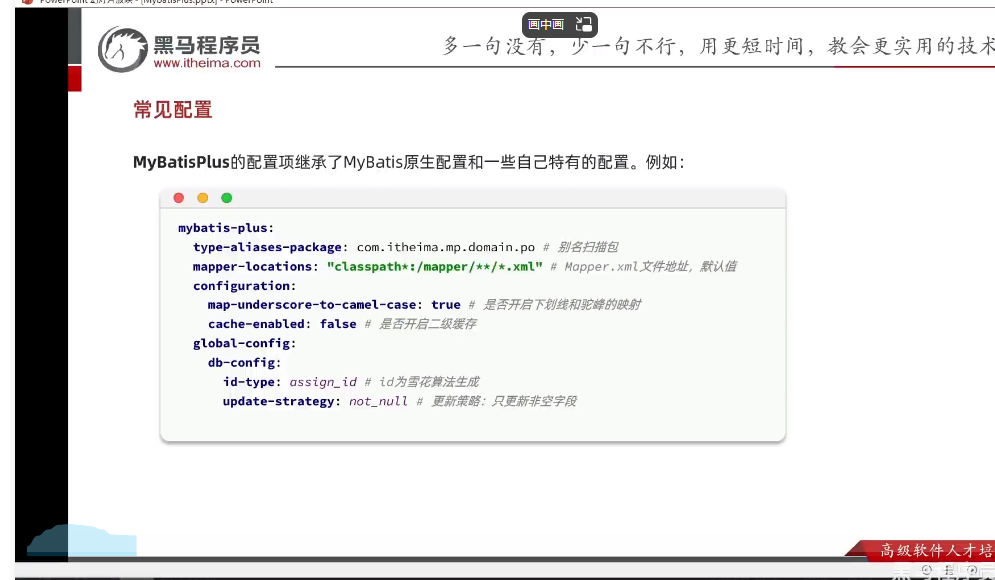 PowerPoint 幻灯片放映 - [MybatisPlus.pptx] - PowerPoint
画中画
黑马程序员
www.itheima.com
多一句没有，少一句不行，用更短时间，教会更实用的技术
常见配置
MyBatisPlus的配置项继承了MyBatis原生配置和一些自己特有的配置。例如：
mybatis-plus:
type-aliases-package: com.itheima.mp.domain.po # 别名扫描包
mapper-locations: "classpath*:/mapper/**/*.xml" # Mapper.xml文件地址，默认值
configuration:
map-underscore-to-camel-case: true # 是否开启下划线和驼峰的映射
cache-enabled: false # 是否开启二级缓存
global-config:
db-config:
id-type: assign_id # id为雪花算法生成
update-strategy: not_null # 更新策略：只更新非空字段
高级软件人才培